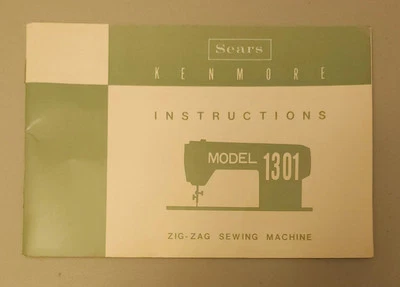 Sears
KENMORE
INSTRUCTIONS
MODEL 1301
ZIG-ZAG SEWING MACHINE